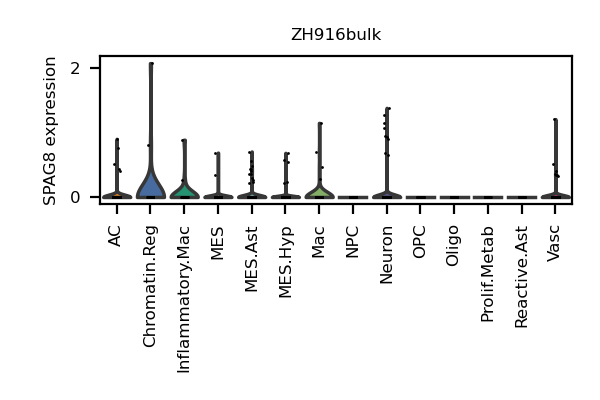 ZH916bulk
SPAG8 expression
2
0
AC
Chromatin.Reg
Inflammatory.Mac
MES
MES.Ast
MES.Hyp
Mac
NPC
Neuron
OPC
Oligo
Prolif.Metab
Reactive.Ast
Vasc